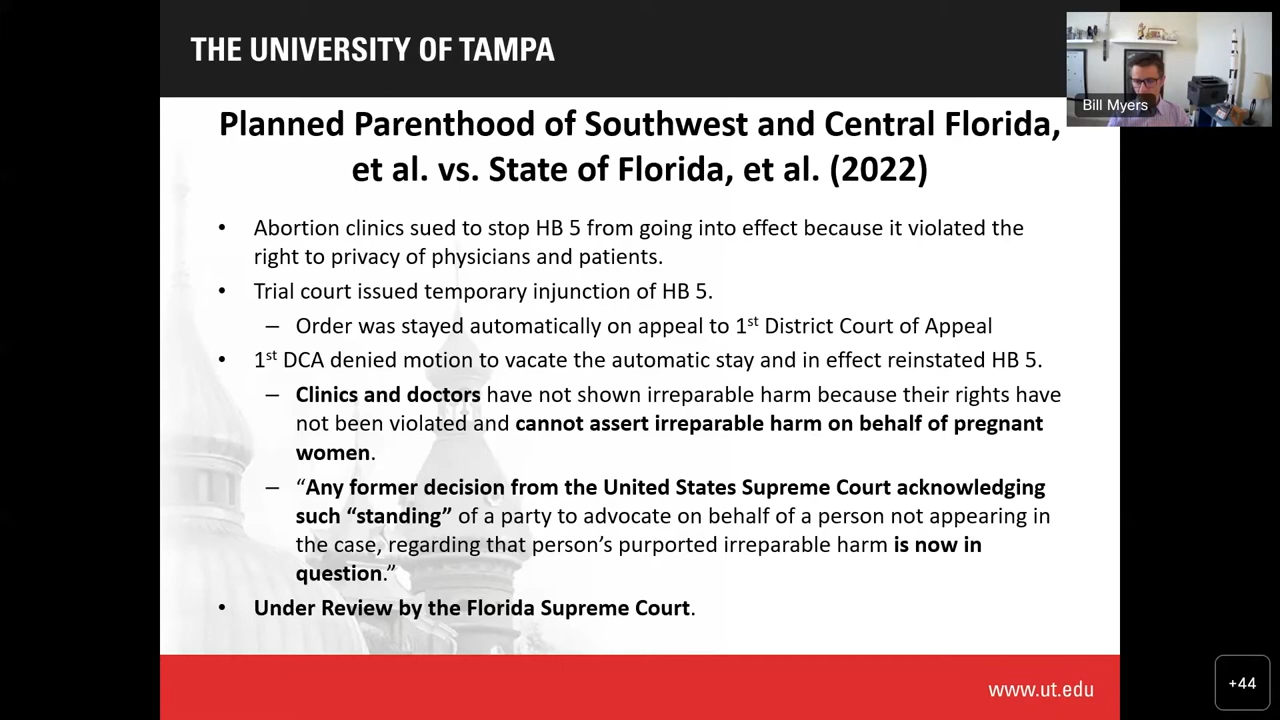 THE UNIVERSITY OF TAMPA
Bill Myers
Planned Parenthood of Southwest and Central Florida,
et al. vs. State of Florida, et al. (2022)
• Abortion clinics sued to stop HB 5 from going into effect because it violated the
right to privacy of physicians and patients.
• Trial court issued temporary injunction of HB 5.
– Order was stayed automatically on appeal to 1st District Court of Appeal
• 1st DCA denied motion to vacate the automatic stay and in effect reinstated HB 5.
– Clinics and doctors have not shown irreparable harm because their rights have
not been violated and cannot assert irreparable harm on behalf of pregnant
women.
– “Any former decision from the United States Supreme Court acknowledging
such “standing” of a party to advocate on behalf of a person not appearing in
the case, regarding that person’s purported irreparable harm is now in
question.”
• Under Review by the Florida Supreme Court.
www.ut.edu
+44